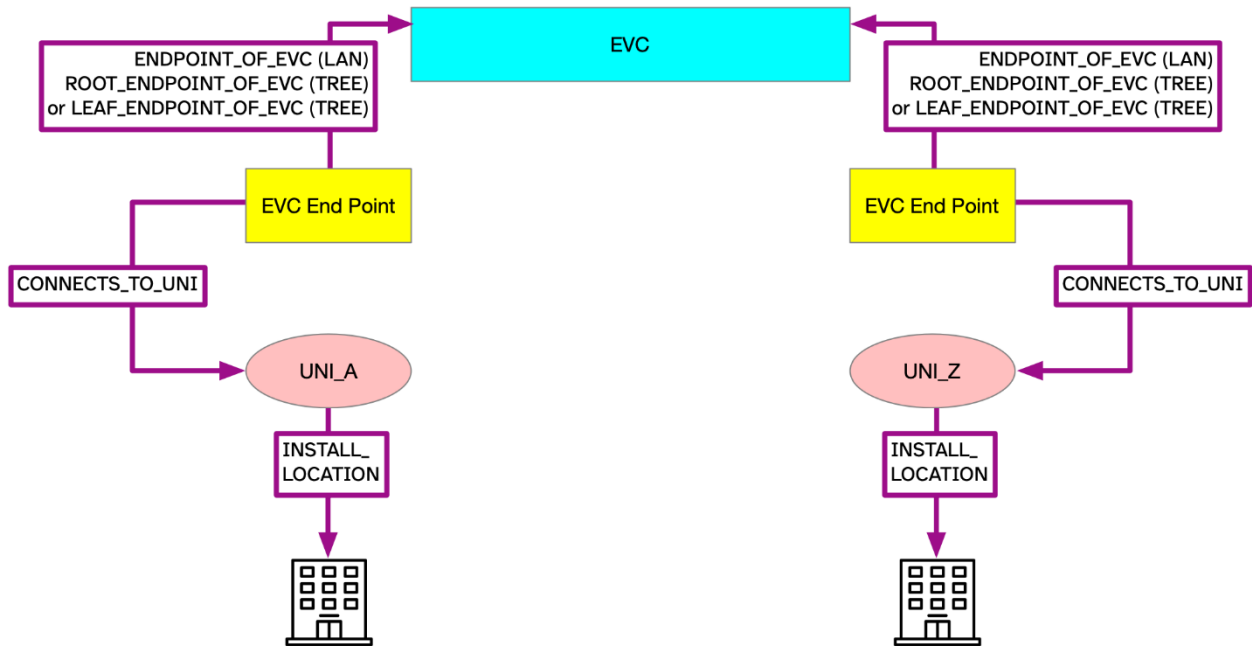 EVC
ENDPOINT_OF_EVC (LAN)
ROOT_ENDPOINT_OF_EVC (TREE)
or LEAF_ENDPOINT_OF_EVC (TREE)
ENDPOINT_OF_EVC (LAN)
ROOT_ENDPOINT_OF_EVC (TREE)
or LEAF_ENDPOINT_OF_EVC (TREE)
EVC End Point
EVC End Point
CONNECTS_TO_UNI
CONNECTS_TO_UNI
UNI_A
UNI_Z
INSTALL_
LOCATION
INSTALL_
LOCATION